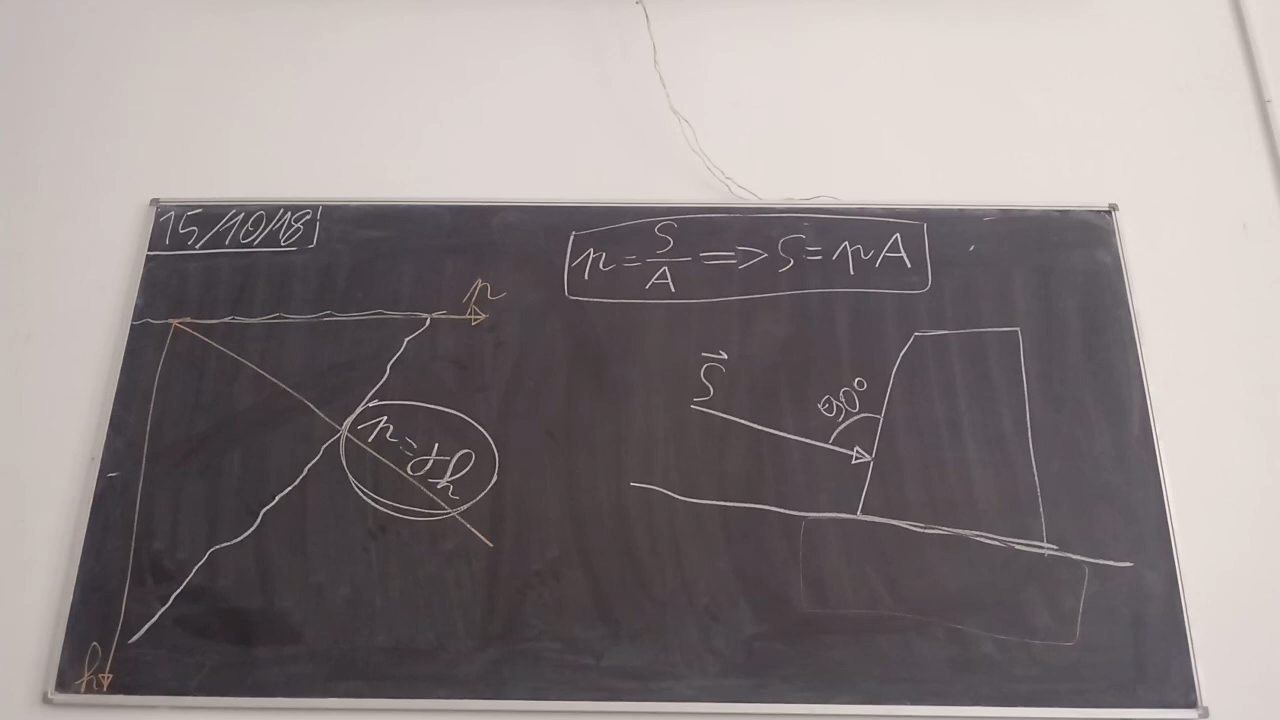 15/10/18
p = S/A => S = pA
p
S⃗
90°
p = γh
h